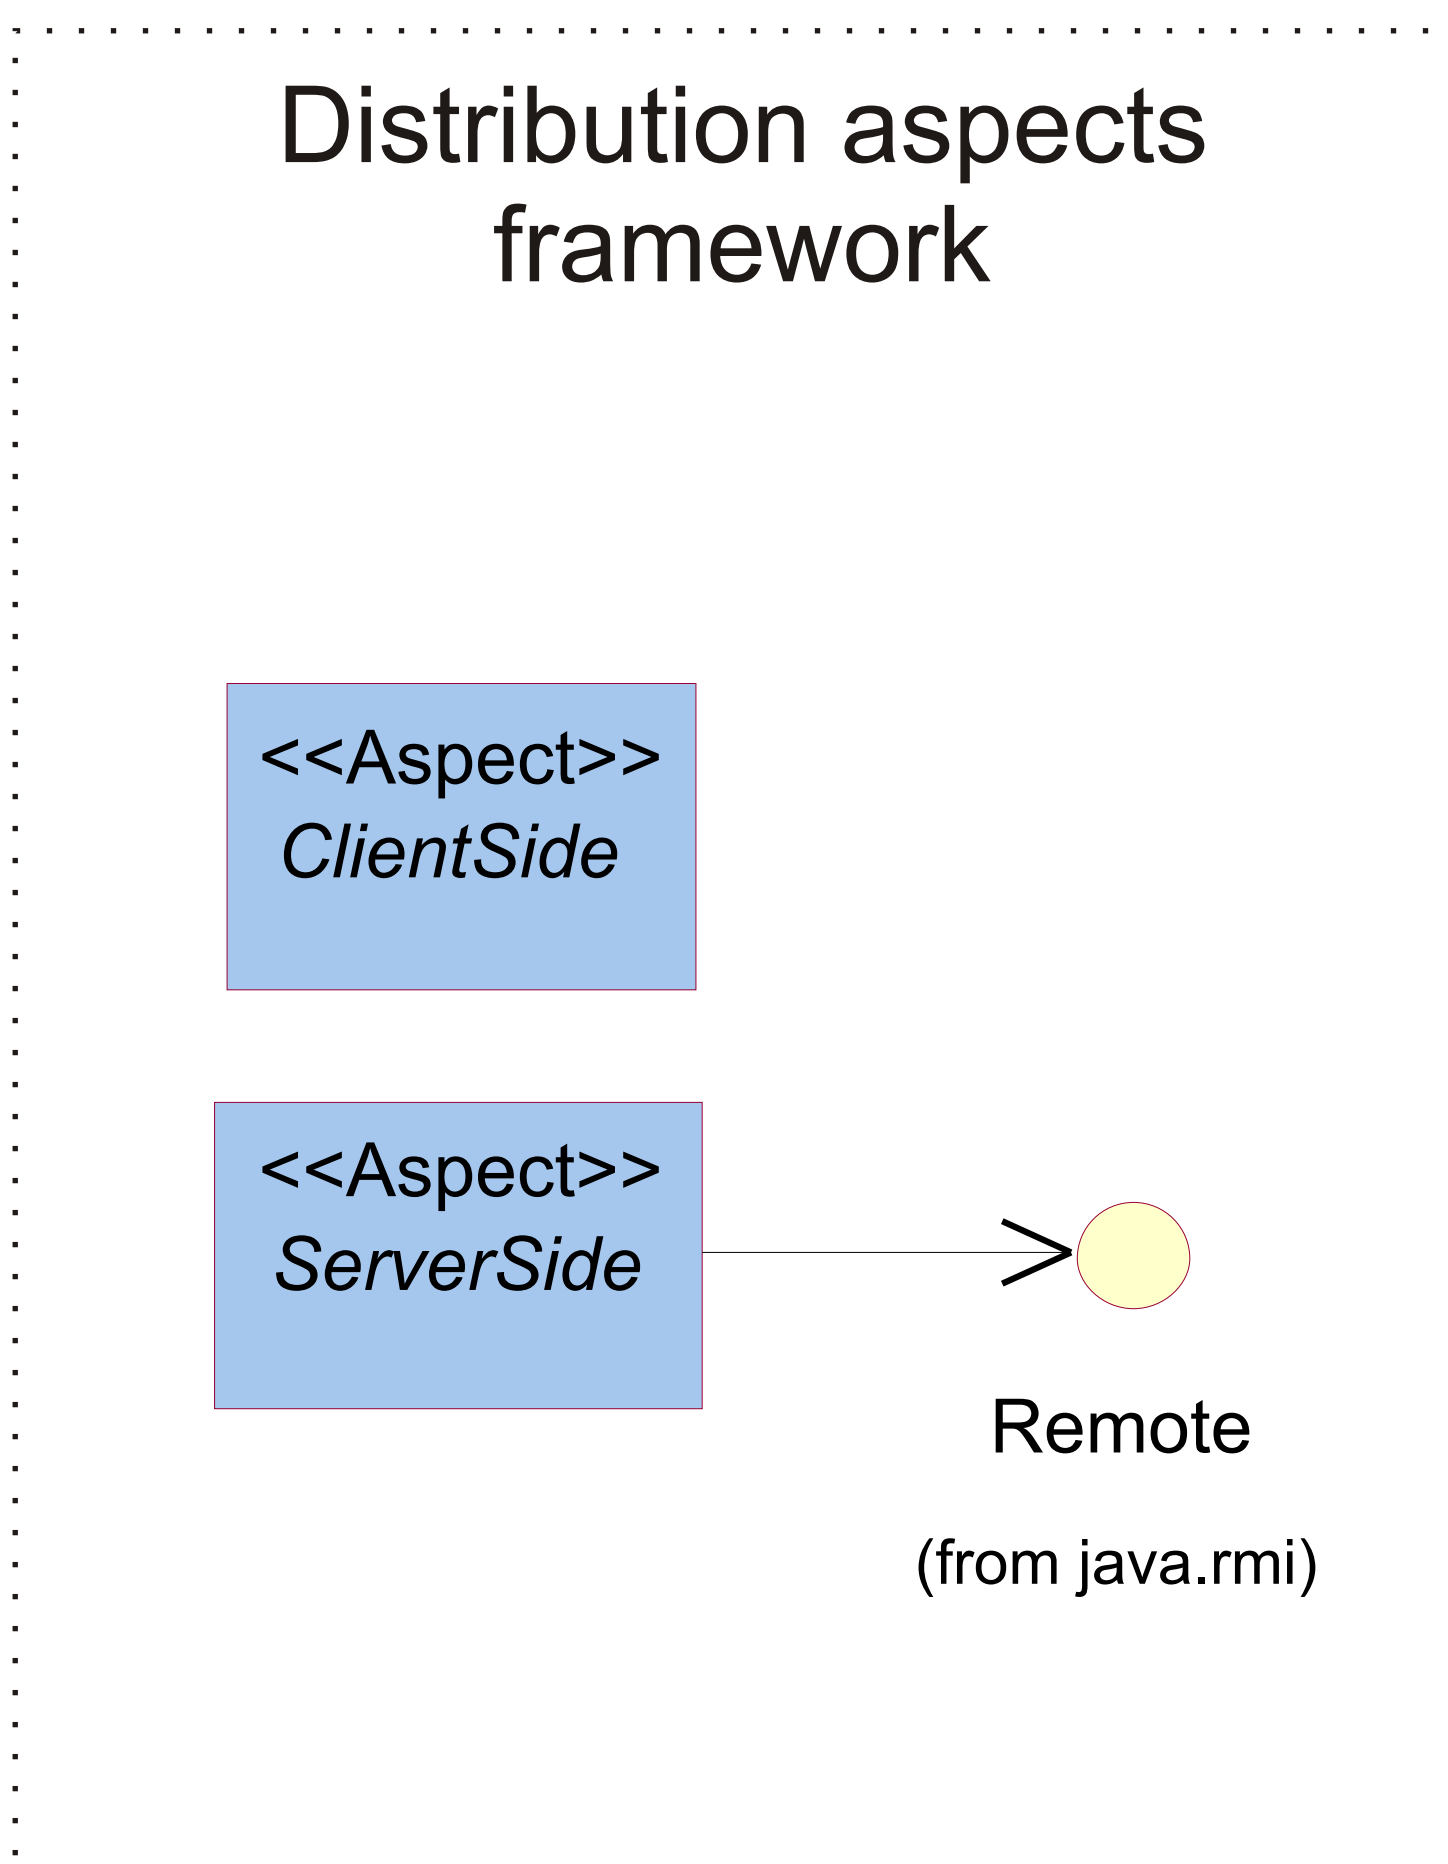 Distribution aspects
framework
<<Aspect>>
ClientSide
<<Aspect>>
ServerSide
Remote
(from java.rmi)